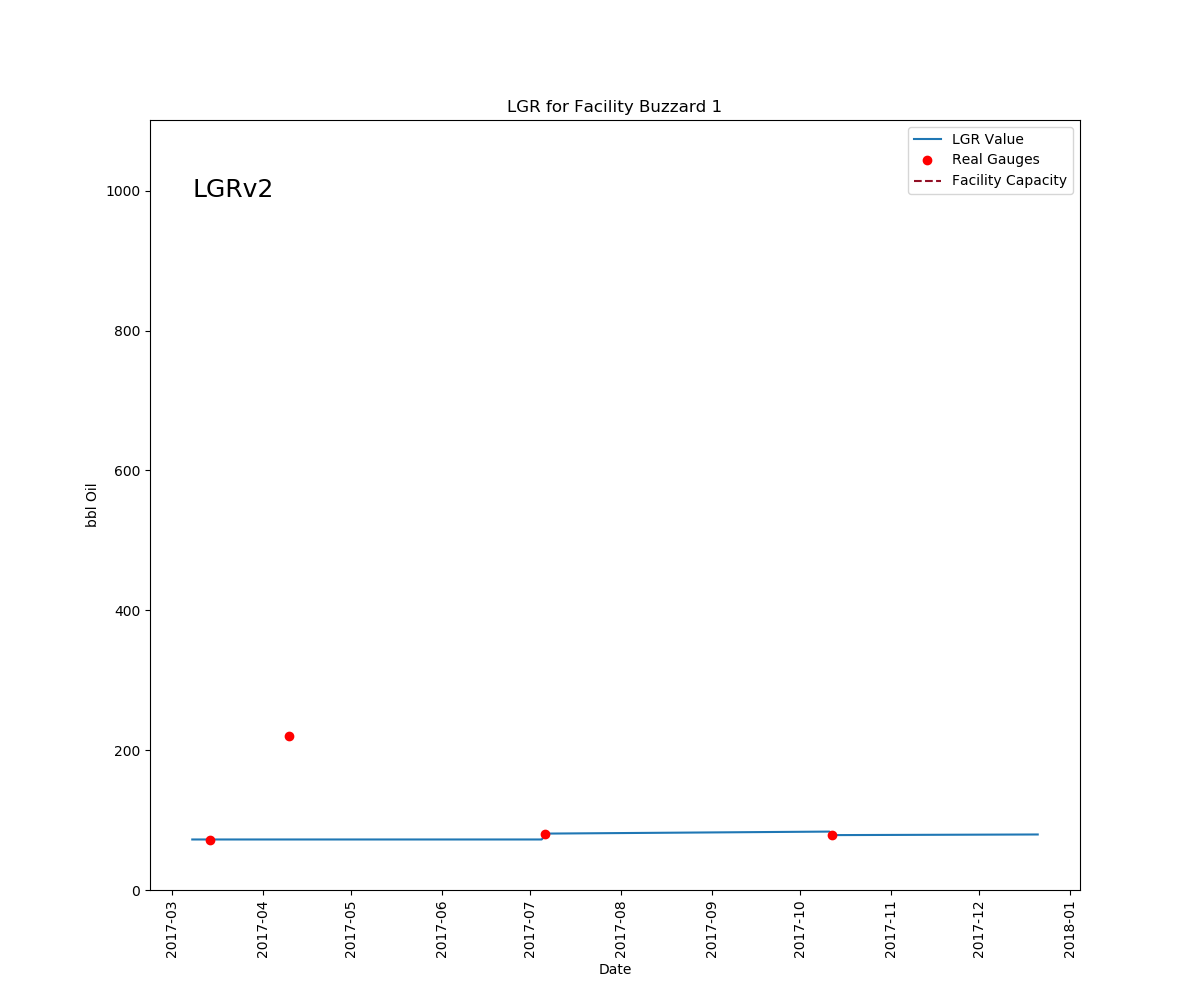 LGR for Facility Buzzard 1
LGR Value
Real Gauges
Facility Capacity
LGRv2
1000
800
600
400
200
0
bbl Oil
2017-03
2017-04
2017-05
2017-06
2017-07
2017-08
2017-09
2017-10
2017-11
2017-12
2018-01
Date